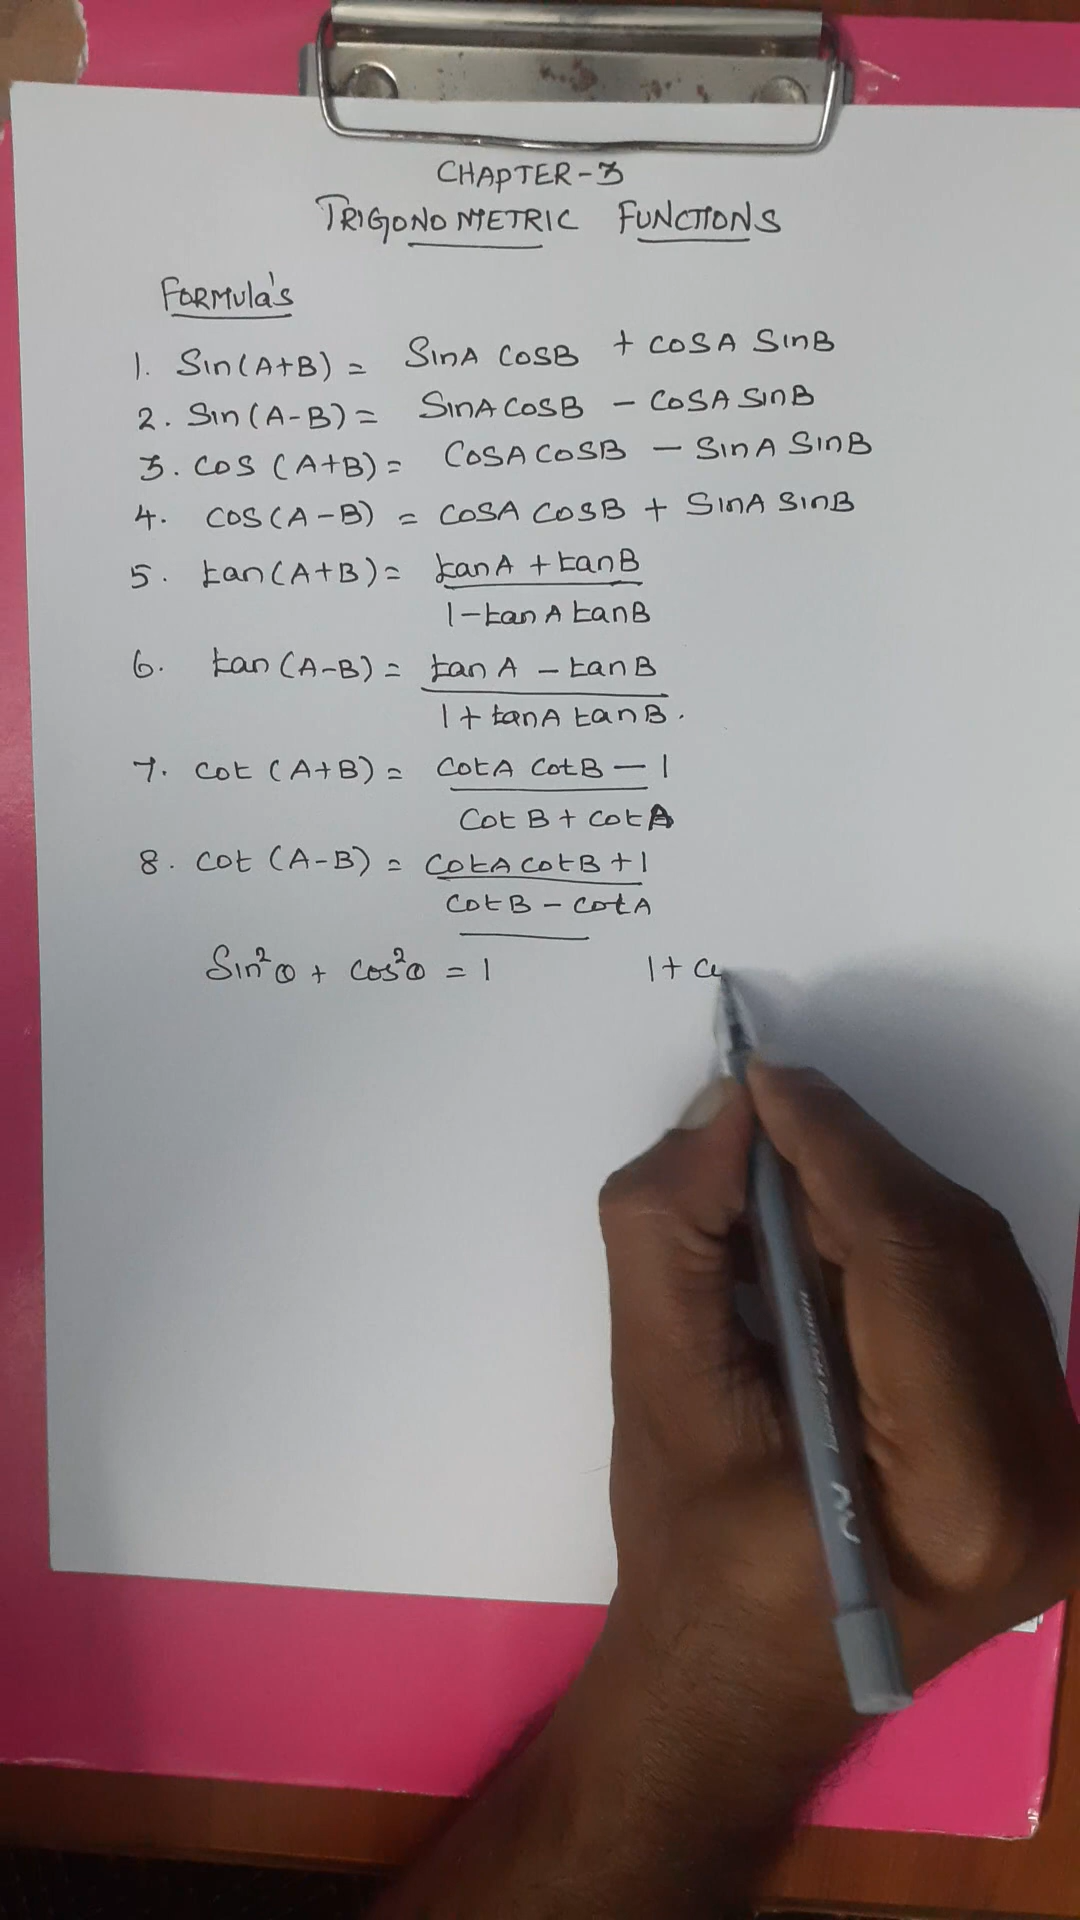 CHAPTER-3
TRIGONOMETRIC FUNCTIONS
FORMula's
1. Sin(A+B) = SinA CosB + cosA SinB
2. Sin(A-B) = SinA CosB - CosA SinB
3. cos (A+B) = CosA CosB - SinA SinB
4. cos(A-B) = cosA cosB + SinA SinB
5. tan(A+B) = tanA + tanB
1-tanA tanB
6. tan (A-B) = tanA - tanB
1 + tanA tanB.
7. cot (A+B) = cotA cotB - 1
cotB + cotA
8. cot (A-B) = cotA cotB + 1
cotB - cotA
Sin²θ + cos²θ = 1 1 +